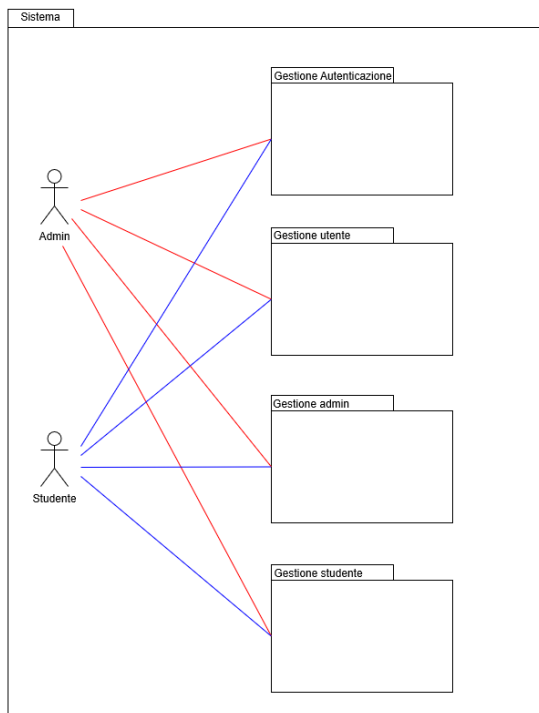 Sistema
Gestione Autenticazione
Admin
Gestione utente
Gestione admin
Studente
Gestione studente